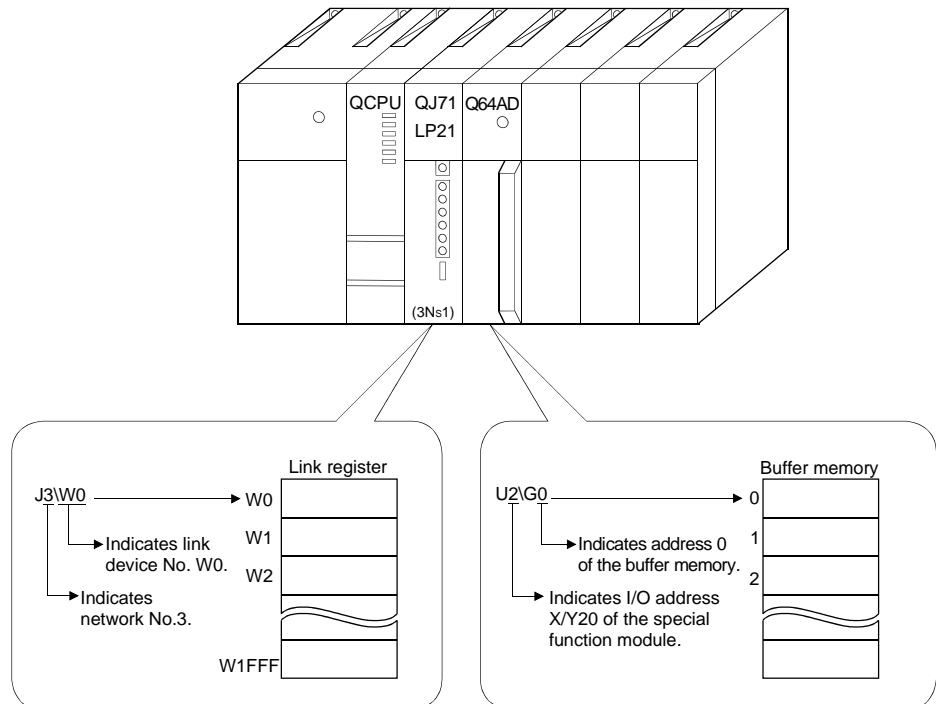 QCPU
QJ71
LP21
Q64AD
(3Ns1)
Link register
J3\W0
W0
W1
W2
W1FFF
Indicates link
device No. W0.
Indicates
network No.3.
Buffer memory
U2\G0
0
1
2
Indicates address 0
of the buffer memory.
Indicates I/O address
X/Y20 of the special
function module.